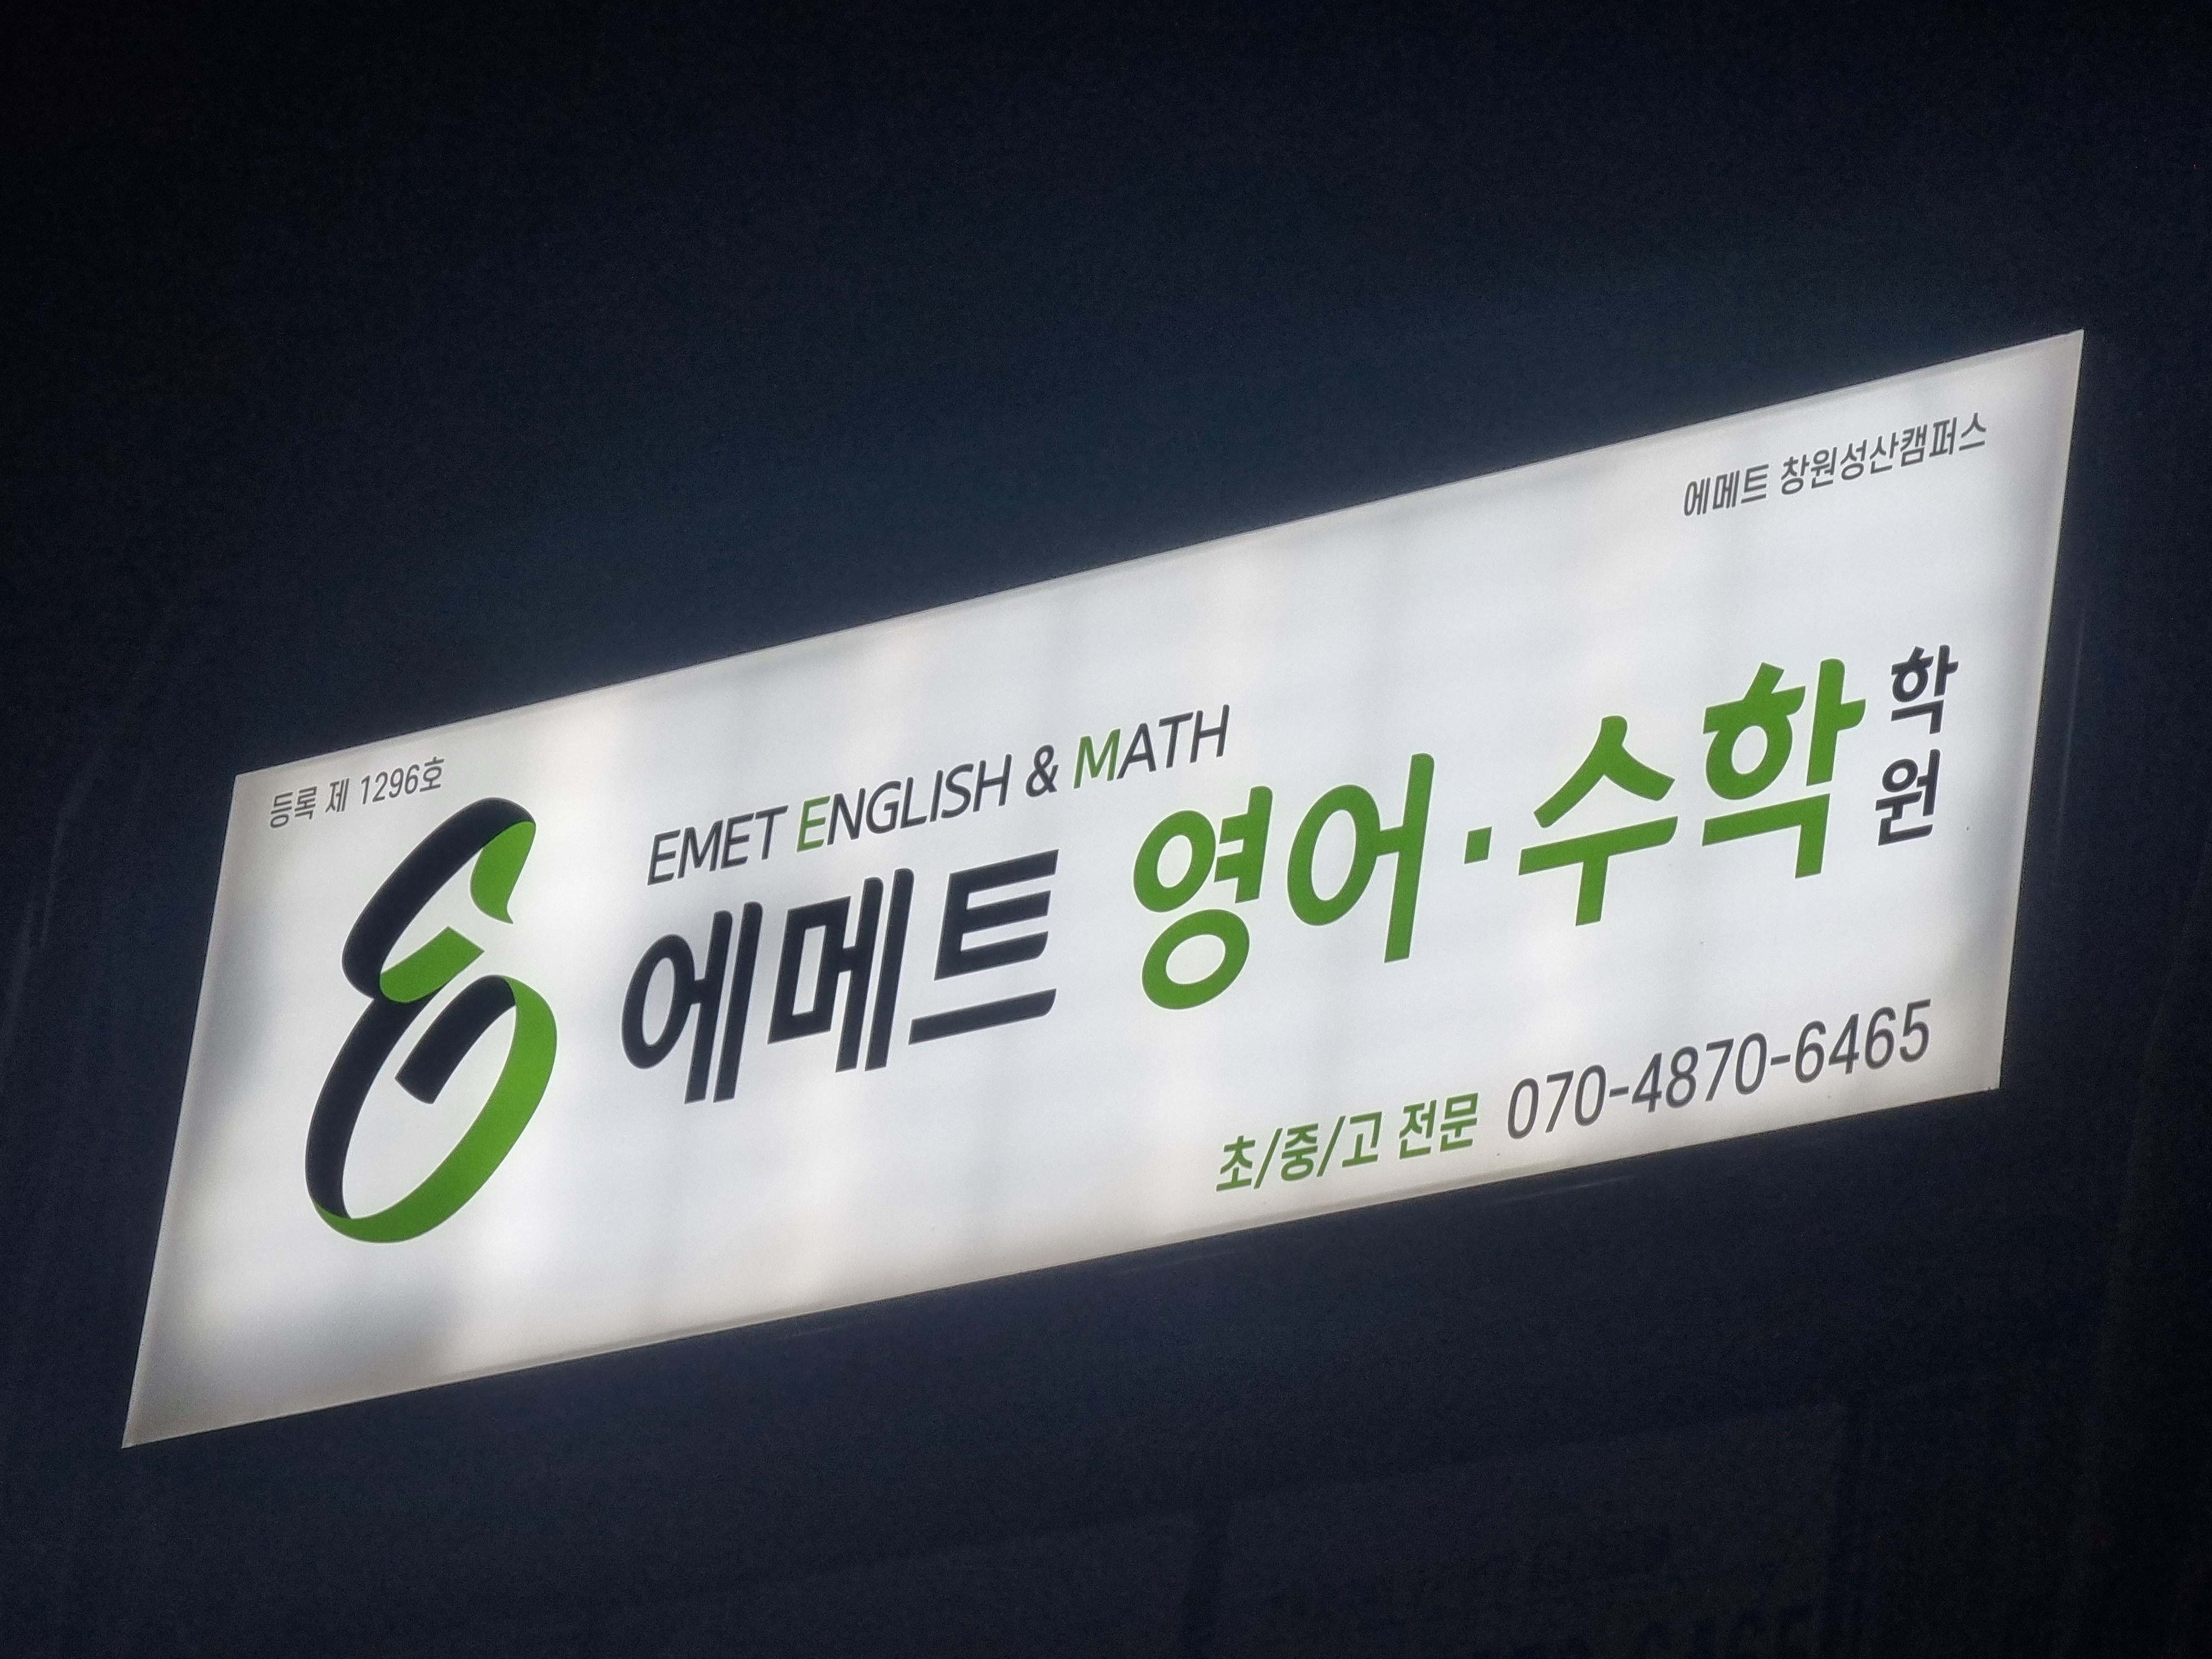 에메트 창원성산캠퍼스
등록 제 1296호
EMET ENGLISH & MATH
에메트 영어·수학 학원
초/중/고 전문 070-4870-6465